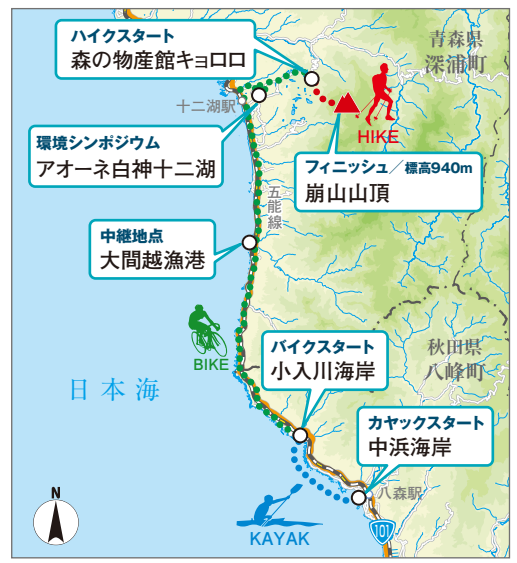 ハイクスタート
森の物産館キョロロ
青森県
深浦町
十二湖駅
HIKE
環境シンポジウム
アオーネ白神十二湖
フィニッシュ／標高940m
崩山山頂
五能線
中継地点
大間越漁港
BIKE
バイクスタート
小入川海岸
秋田県
八峰町
日本海
カヤックスタート
中浜海岸
八森駅
N
KAYAK
101